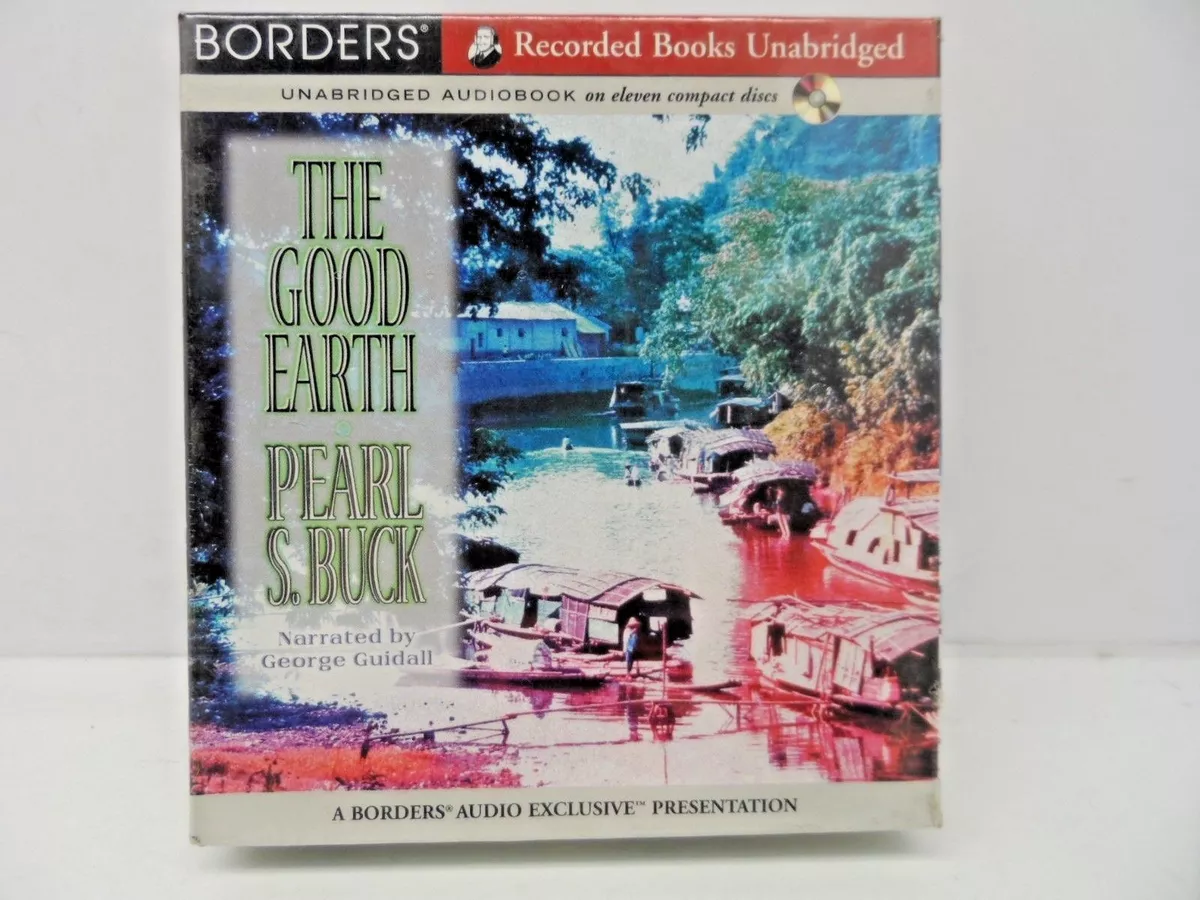 BORDERS® Recorded Books Unabridged
UNABRIDGED AUDIOBOOK on eleven compact discs
THE
GOOD
EARTH
PEARL
S. BUCK
Narrated by
George Guidall
A BORDERS® AUDIO EXCLUSIVE™ PRESENTATION